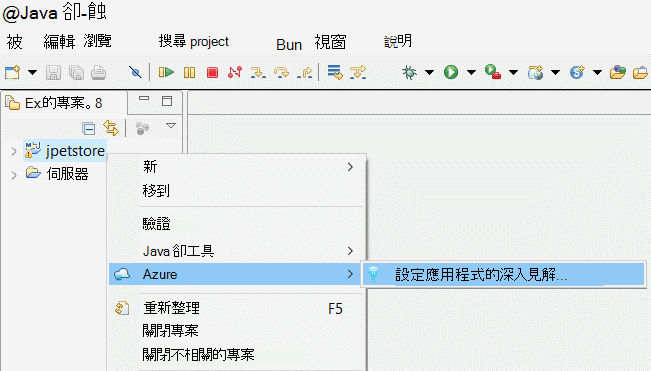 @Java 卻-蝕
被 編輯 瀏覽 搜尋 project Bun 視窗 說明
Ex.的專案。8
jpetstore
伺服器
新
移到
驗證
Java 卻工具
Azure
設定應用程式的深入見解...
重新整理 F5
關閉專案
關閉不相關的專案